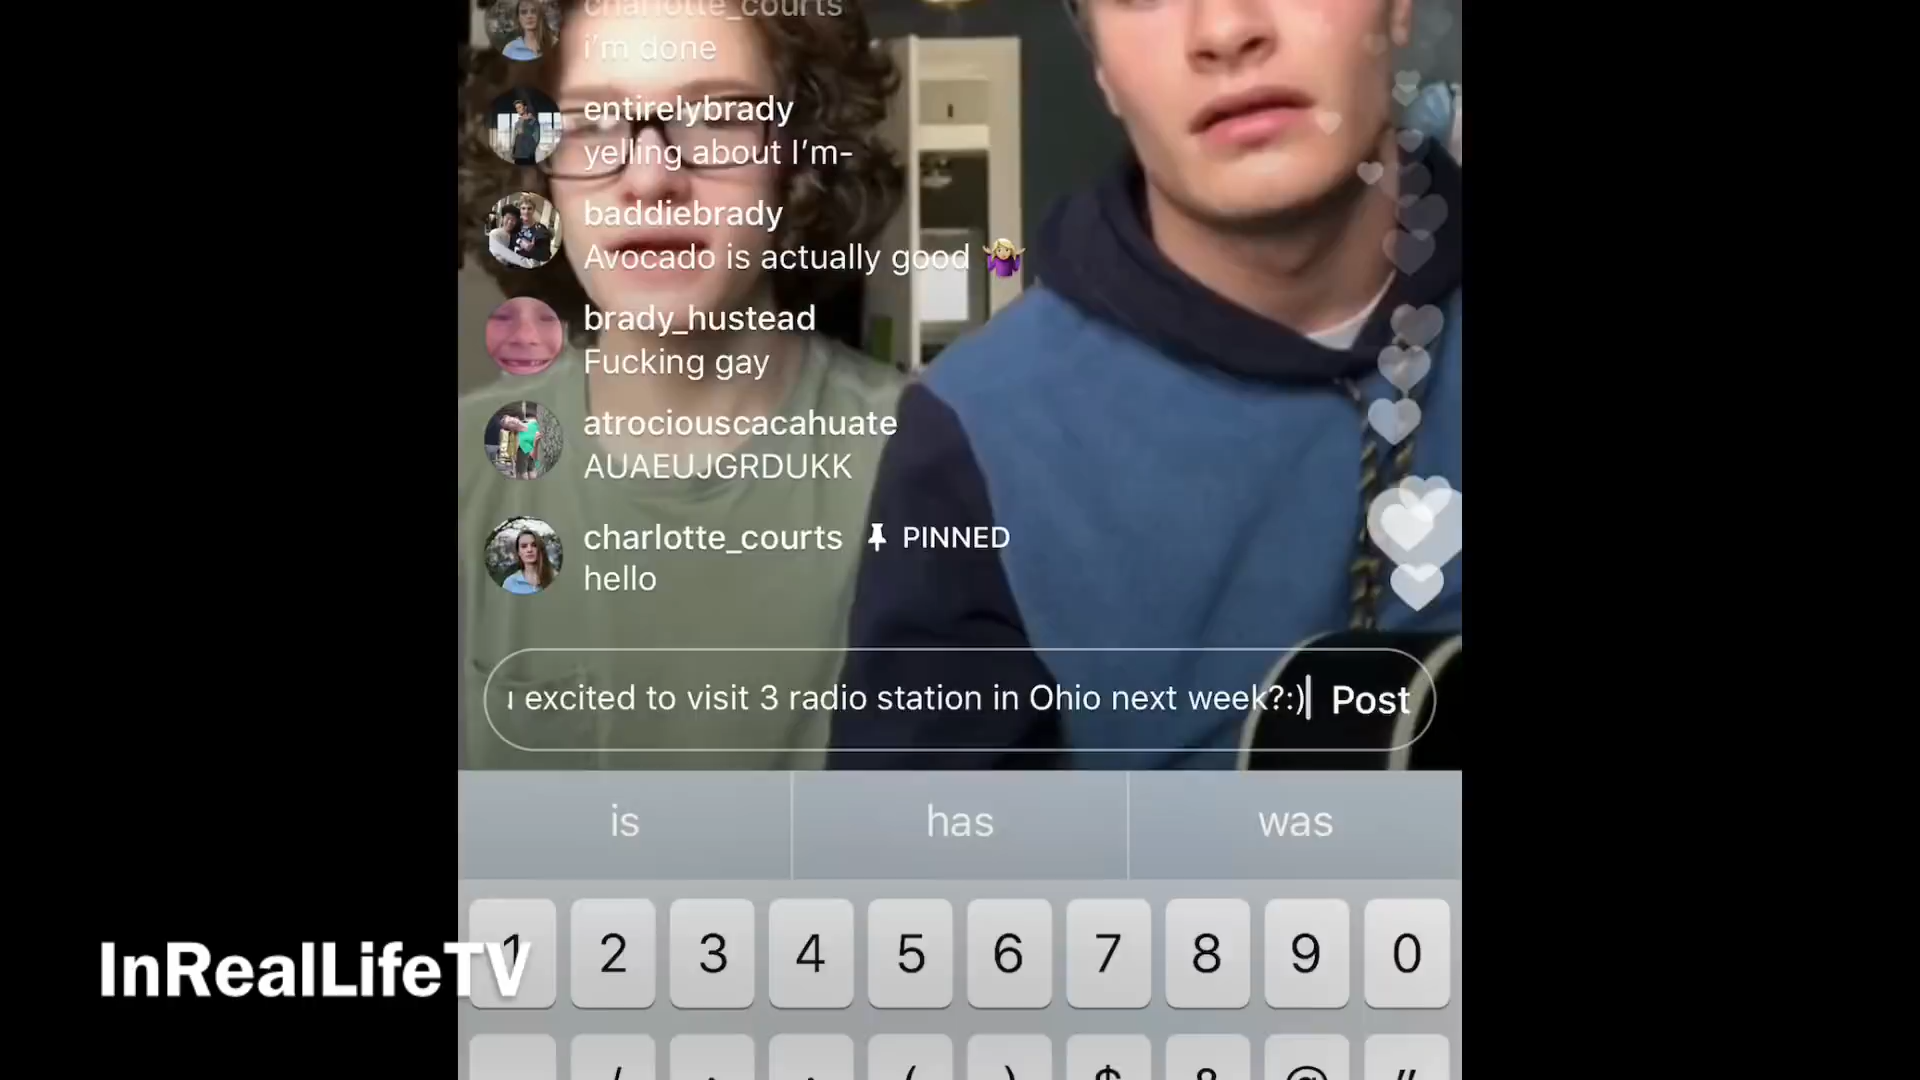 charlotte_courts
i'm done
entirelybrady
yelling about I'm-
baddiebrady
Avocado is actually good 🤷🏼‍♀️
brady_hustead
Fucking gay
atrociouscacahuate
AUAEUJGRDUKK
charlotte_courts PINNED
hello
excited to visit 3 radio station in Ohio next week?:) Post
is has was
1 2 3 4 5 6 7 8 9 0
InRealLifeTV